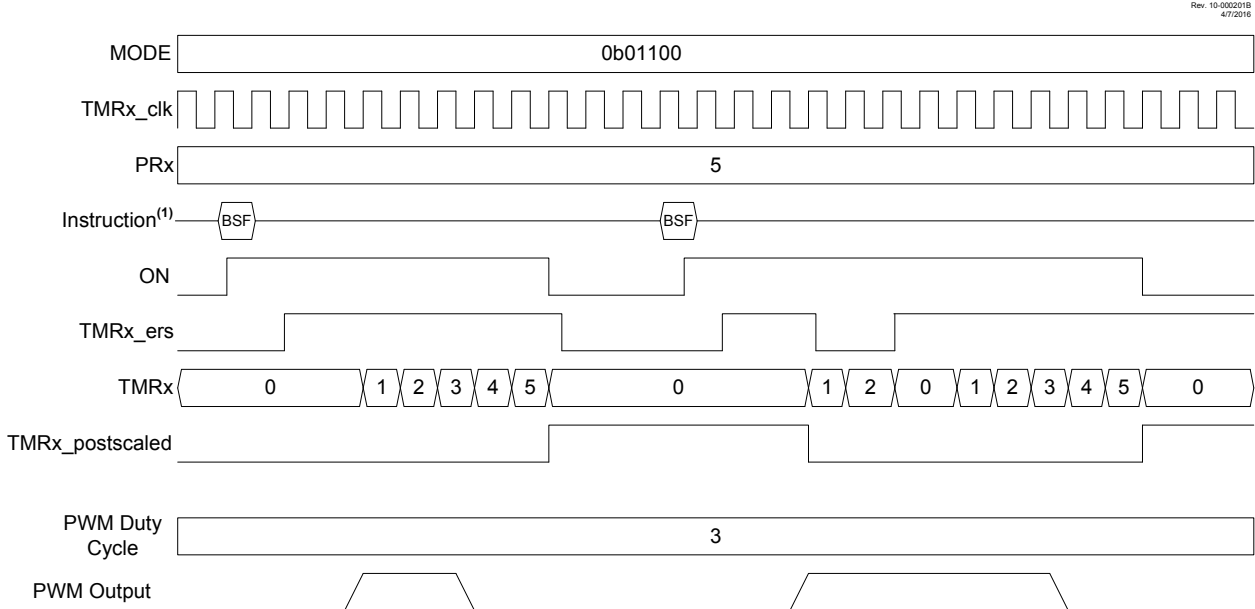 Rev. 10-000201B
4/7/2016
MODE 0b01100
TMRx_clk
PRx 5
Instruction(1) BSF BSF
ON
TMRx_ers
TMRx 0 1 2 3 4 5 0 1 2 0 1 2 3 4 5 0
TMRx_postscaled
PWM Duty
Cycle 3
PWM Output